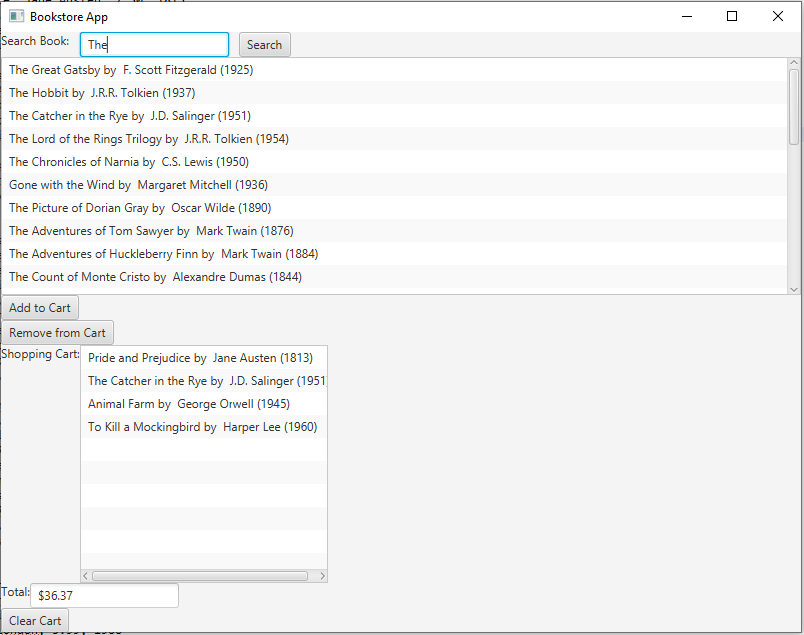 Bookstore App
Search Book: The Search
The Great Gatsby by  F. Scott Fitzgerald (1925)
The Hobbit by  J.R.R. Tolkien (1937)
The Catcher in the Rye by  J.D. Salinger (1951)
The Lord of the Rings Trilogy by  J.R.R. Tolkien (1954)
The Chronicles of Narnia by  C.S. Lewis (1950)
Gone with the Wind by  Margaret Mitchell (1936)
The Picture of Dorian Gray by  Oscar Wilde (1890)
The Adventures of Tom Sawyer by  Mark Twain (1876)
The Adventures of Huckleberry Finn by  Mark Twain (1884)
The Count of Monte Cristo by  Alexandre Dumas (1844)
Add to Cart
Remove from Cart
Shopping Cart: Pride and Prejudice by  Jane Austen (1813)
The Catcher in the Rye by  J.D. Salinger (1951
Animal Farm by  George Orwell (1945)
To Kill a Mockingbird by  Harper Lee (1960)
Total: $36.37
Clear Cart